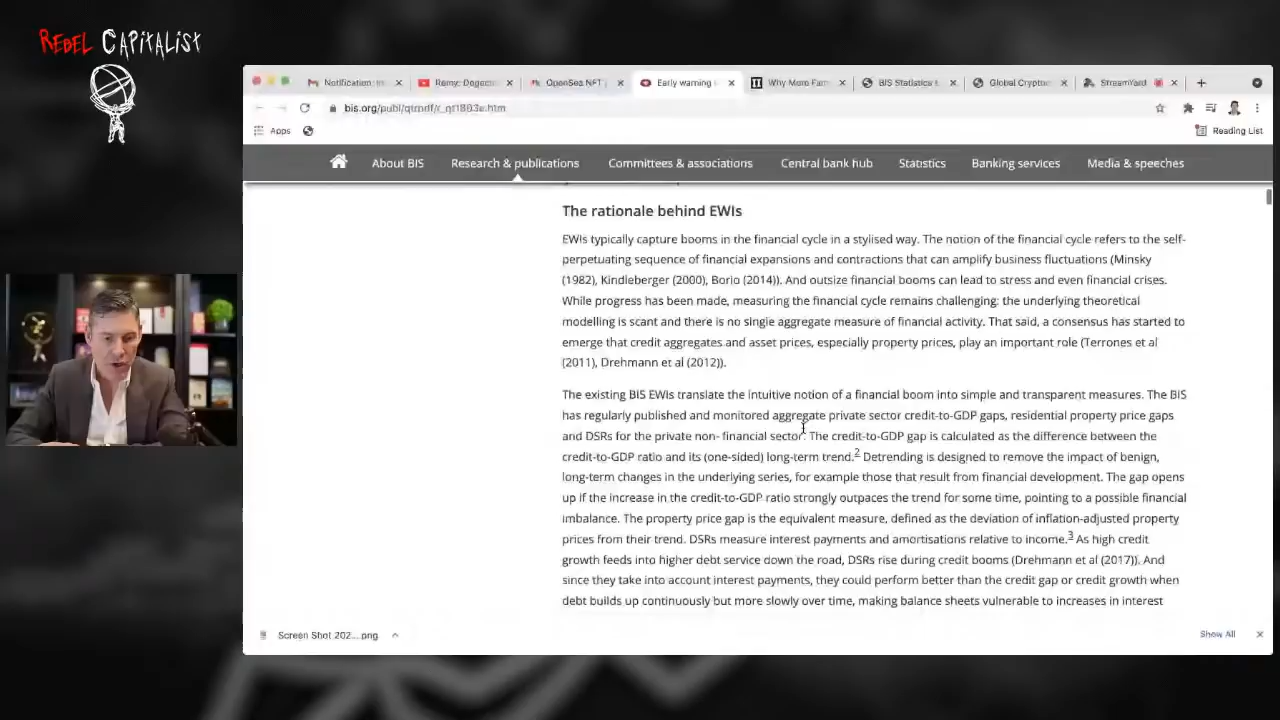 REBEL CAPITALIST
Early warning
Why More Farm
BIS Statistics
Global Crypto
StreamYard
Apps
Reading List
About BIS
Research & publications
Committees & associations
Central bank hub
Statistics
Banking services
Media & speeches
The rationale behind EWIs
EWIs typically capture booms in the financial cycle in a stylised way. The notion of the financial cycle refers to the self-
perpetuating sequence of financial expansions and contractions that can amplify business fluctuations (Minsky
(1982), Kindleberger (2000), Borio (2014)). And outsize financial booms can lead to stress and even financial crises.
While progress has been made, measuring the financial cycle remains challenging: the underlying theoretical
modelling is scant and there is no single aggregate measure of financial activity. That said, a consensus has started to
emerge that credit aggregates and asset prices, especially property prices, play an important role (Terrones et al
(2011), Drehmann et al (2012)).
The existing BIS EWIs translate the intuitive notion of a financial boom into simple and transparent measures. The BIS
has regularly published and monitored aggregate private sector credit-to-GDP gaps, residential property price gaps
and DSRs for the private non- financial sector. The credit-to-GDP gap is calculated as the difference between the
credit-to-GDP ratio and its (one-sided) long-term trend.2 Detrending is designed to remove the impact of benign,
long-term changes in the underlying series, for example those that result from financial development. The gap opens
up if the increase in the credit-to-GDP ratio strongly outpaces the trend for some time, pointing to a possible financial
imbalance. The property price gap is the equivalent measure, defined as the deviation of inflation-adjusted property
prices from their trend. DSRs measure interest payments and amortisations relative to income.3 As high credit
growth feeds into higher debt service down the road, DSRs rise during credit booms (Drehmann et al (2017)). And
since they take into account interest payments, they could perform better than the credit gap or credit growth when
debt builds up continuously but more slowly over time, making balance sheets vulnerable to increases in interest
Screen Shot 202....png
Show All